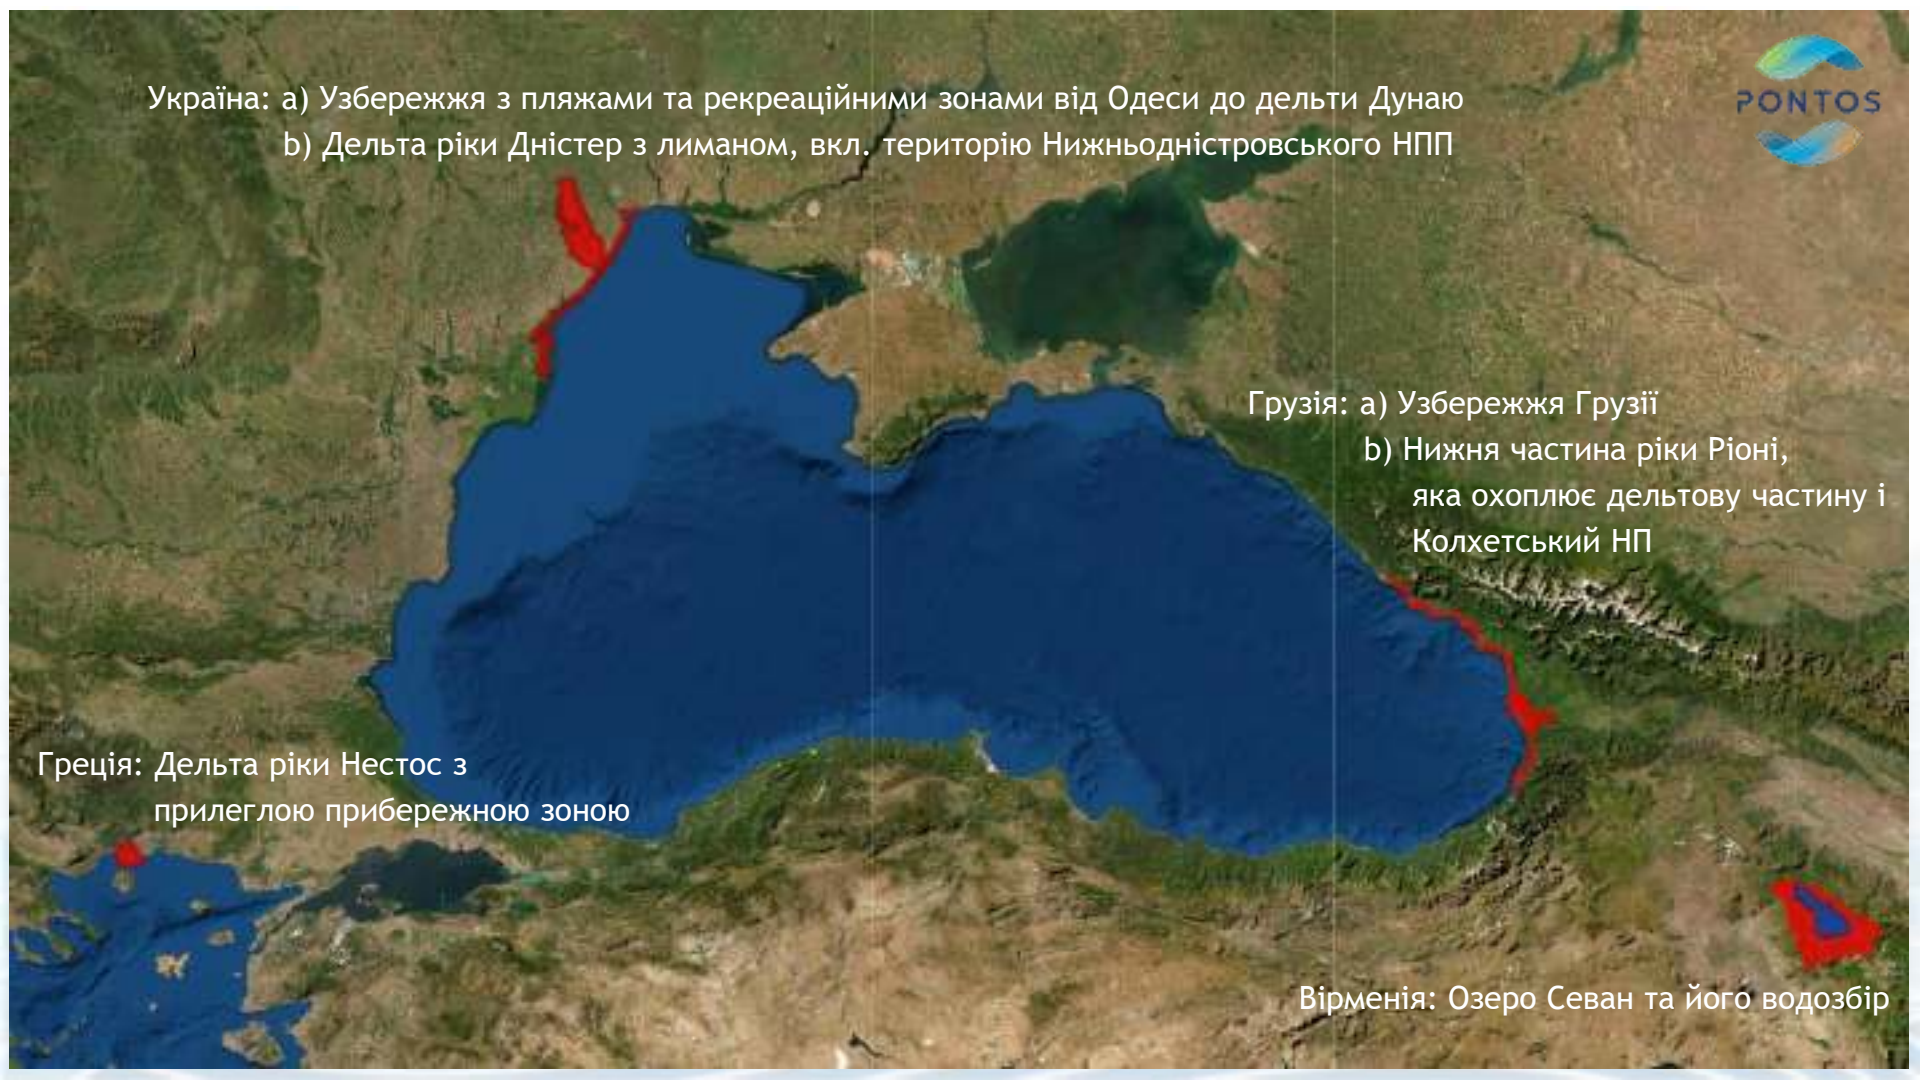 Україна: a) Узбережжя з пляжами та рекреаційними зонами від Одеси до дельти Дунаю
b) Дельта ріки Дністер з лиманом, вкл. територію Нижньодністровського НПП
PONTOS
Грузія: a) Узбережжя Грузії
b) Нижня частина ріки Ріоні,
яка охоплює дельтову частину і
Колхетський НП
Греція: Дельта ріки Нестос з
прилеглою прибережною зоною
Вірменія: Озеро Севан та його водозбір